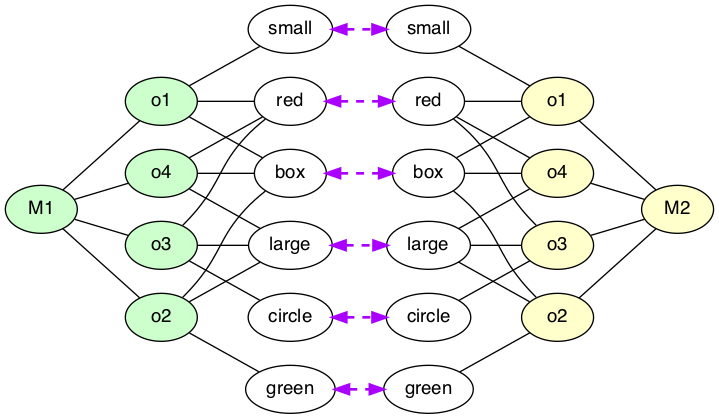 small
small
o1
red
red
o1
o4
box
box
o4
M1
M2
o3
large
large
o3
o2
circle
circle
o2
green
green